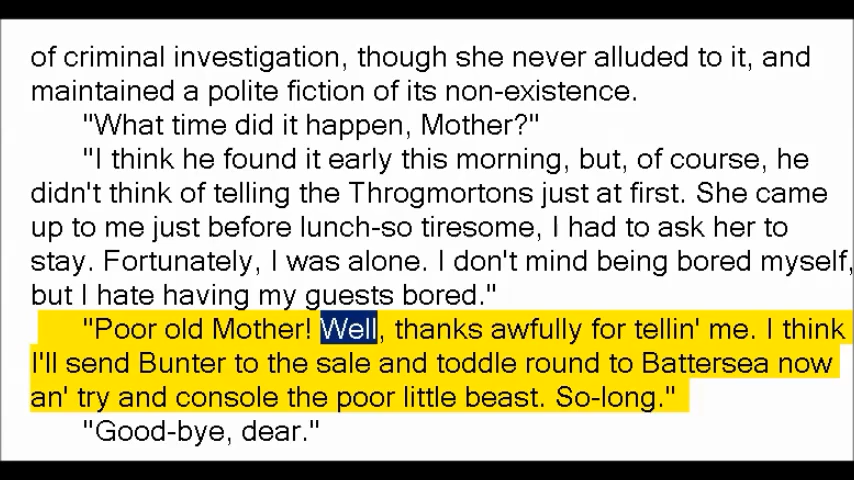 of criminal investigation, though she never alluded to it, and
maintained a polite fiction of its non-existence.
"What time did it happen, Mother?"
"I think he found it early this morning, but, of course, he
didn't think of telling the Throgmortons just at first. She came
up to me just before lunch-so tiresome, I had to ask her to
stay. Fortunately, I was alone. I don't mind being bored myself,
but I hate having my guests bored."
"Poor old Mother! Well, thanks awfully for tellin' me. I think
I'll send Bunter to the sale and toddle round to Battersea now
an' try and console the poor little beast. So-long."
"Good-bye, dear."